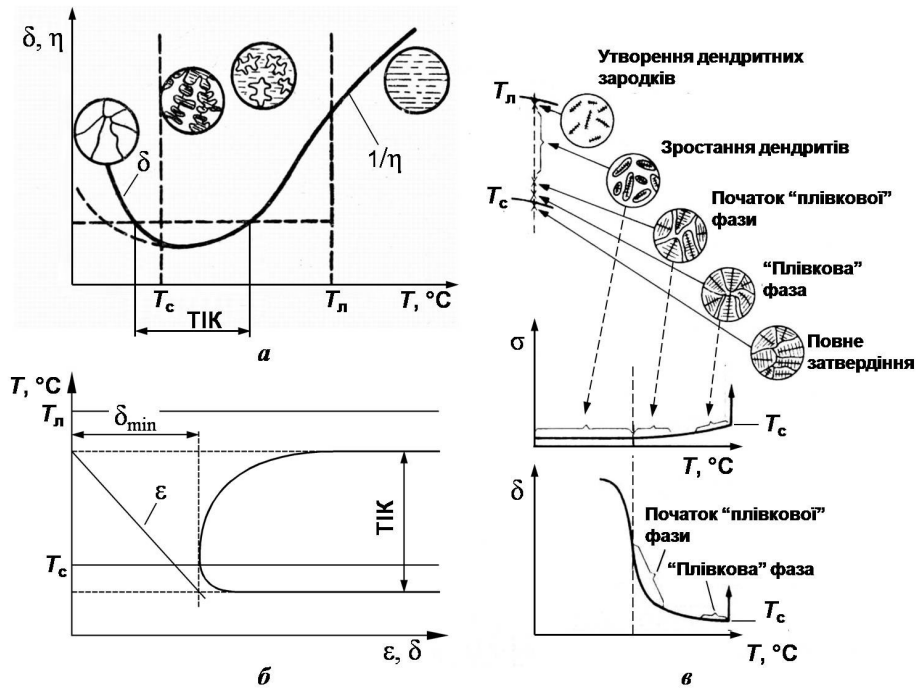 δ, η
δ
1/η
Tс
Tл
T, °C
ТІК
а
T, °C
Tл
δmin
ε
ТІК
Tс
ε, δ
б
Утворення дендритних
зародків
Tл
Зростання дендритів
Tс
Початок “плівкової”
фази
“Плівкова”
фаза
Повне
затвердіння
σ
Tс
T, °C
δ
Початок “плівкової”
фази
“Плівкова” фаза
Tс
T, °C
в